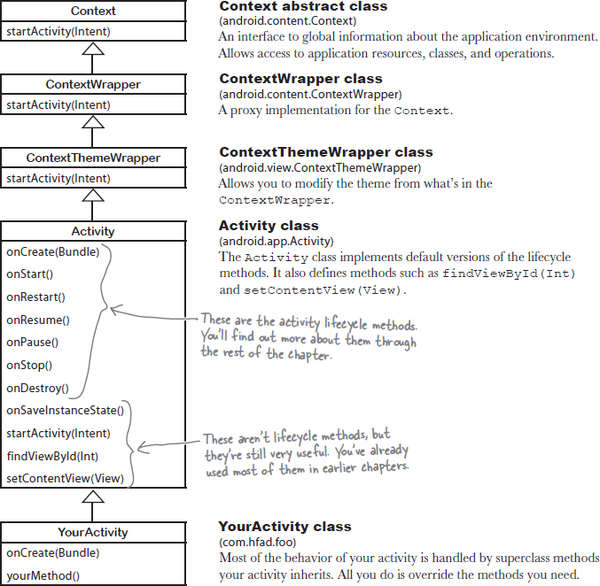 Context
startActivity(Intent)
Context abstract class
(android.content.Context)
An interface to global information about the application environment.
Allows access to application resources, classes, and operations.
ContextWrapper
startActivity(Intent)
ContextWrapper class
(android.content.ContextWrapper)
A proxy implementation for the Context.
ContextThemeWrapper
startActivity(Intent)
ContextThemeWrapper class
(android.view.ContextThemeWrapper)
Allows you to modify the theme from what's in the
ContextWrapper.
Activity
onCreate(Bundle)
onStart()
onRestart()
onResume()
onPause()
onStop()
onDestroy()
onSaveInstanceState()
startActivity(Intent)
findViewById(Int)
setContentView(View)
Activity class
(android.app.Activity)
The Activity class implements default versions of the lifecycle
methods. It also defines methods such as findViewById(Int)
and setContentView(View).
These are the activity lifecycle methods.
You'll find out more about them through
the rest of the chapter.
These aren't lifecycle methods, but
they're still very useful. You've already
used most of them in earlier chapters.
YourActivity
onCreate(Bundle)
yourMethod()
YourActivity class
(com.hfad.foo)
Most of the behavior of your activity is handled by superclass methods
your activity inherits. All you do is override the methods you need.